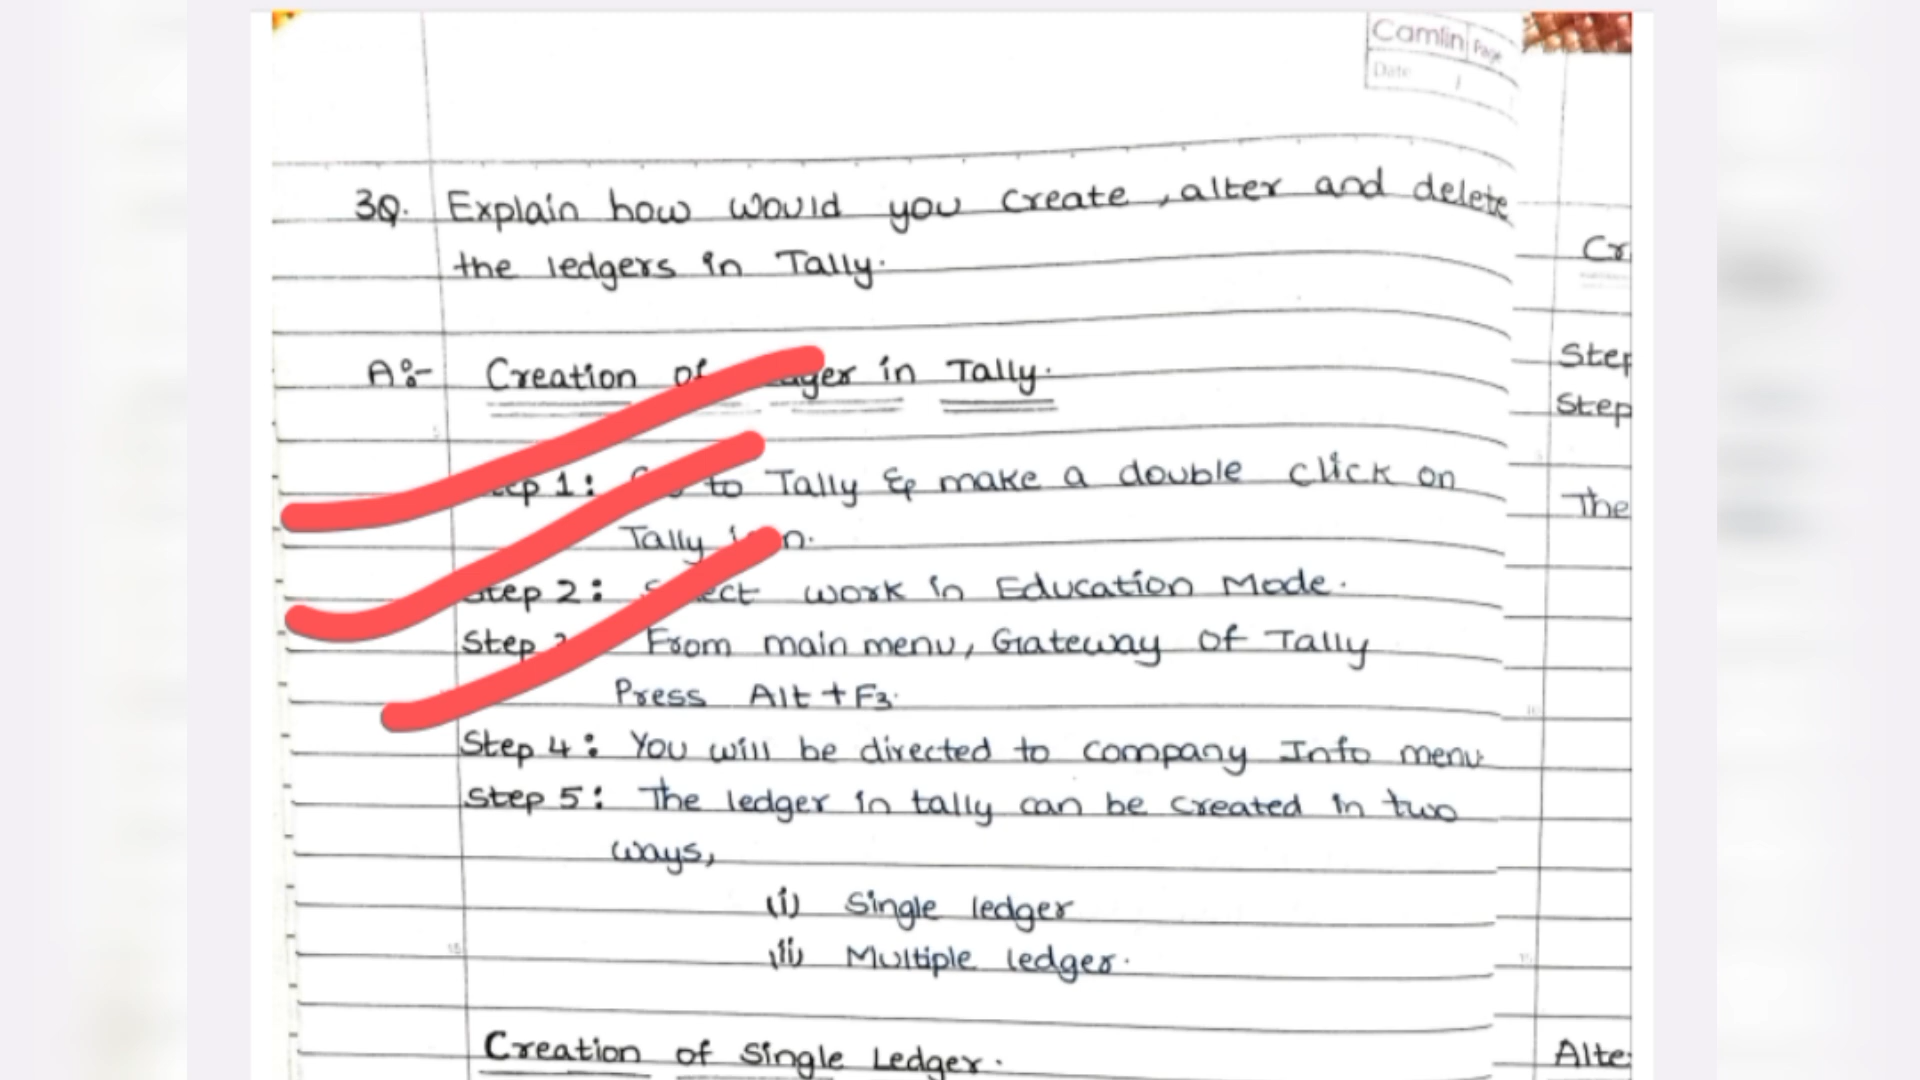 Camlin Page
Date / /
3Q. Explain how would you create, alter and delete
the ledgers in Tally.
A:- Creation of in Tally.
1: to Tally & make a double click on
Tally
Step 2: Select work in Education Mode.
Step From main menu, Gateway of Tally
Press Alt + F3.
Step 4: You will be directed to company Info menu
Step 5: The ledger in tally can be created in two
ways,
(i) Single ledger
(ii) Multiple ledger.
Creation of Single Ledger.
Cr
Step
Step
The
Alte